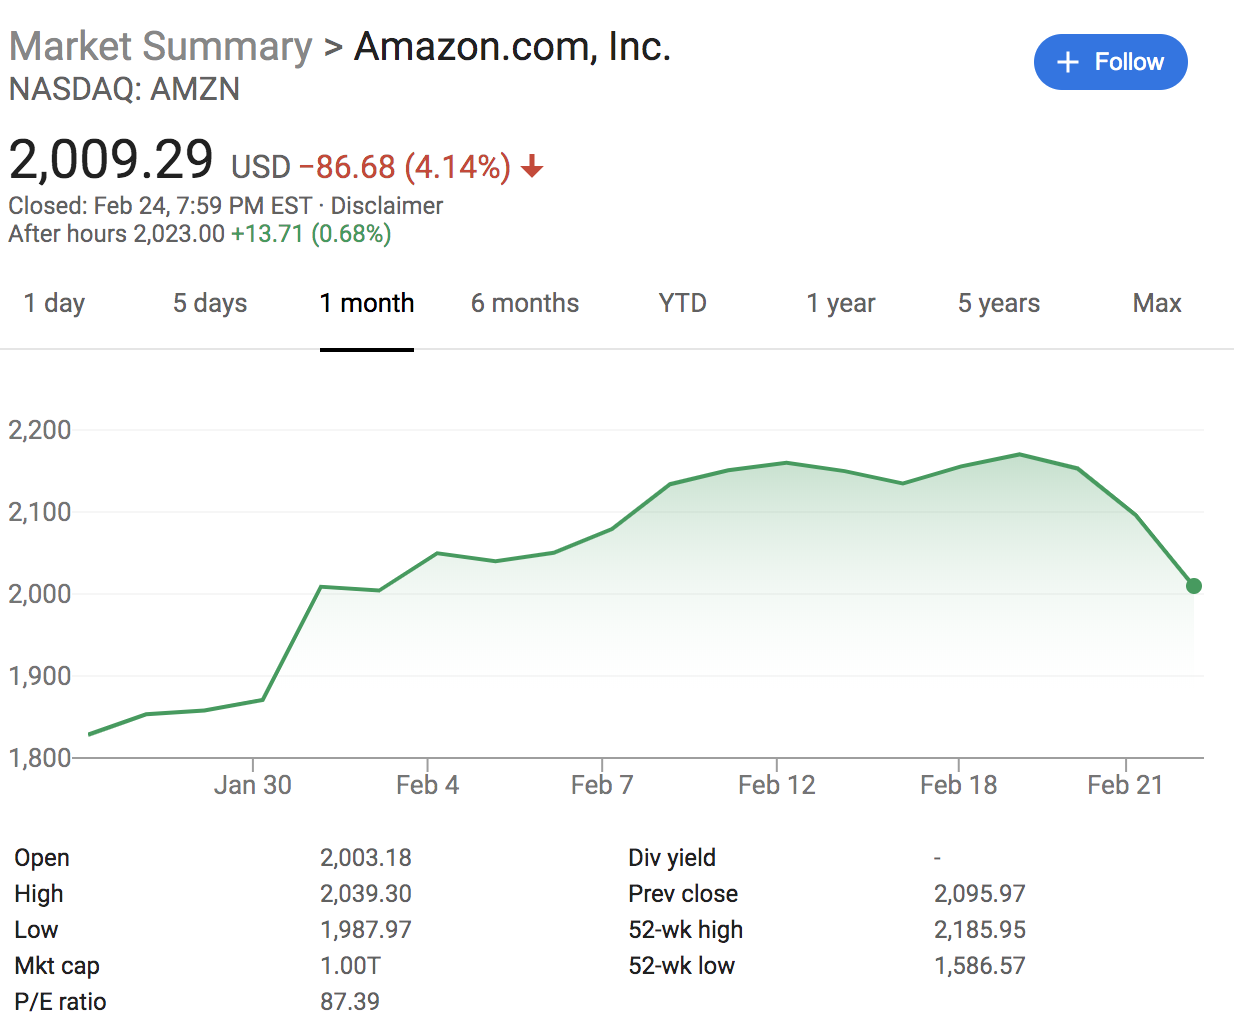 Market Summary > Amazon.com, Inc.
NASDAQ: AMZN
+ Follow
2,009.29 USD −86.68 (4.14%) ↓
Closed: Feb 24, 7:59 PM EST · Disclaimer
After hours 2,023.00 +13.71 (0.68%)
1 day 5 days 1 month 6 months YTD 1 year 5 years Max
2,200
2,100
2,000
1,900
1,800
Jan 30 Feb 4 Feb 7 Feb 12 Feb 18 Feb 21
Open 2,003.18 Div yield -
High 2,039.30 Prev close 2,095.97
Low 1,987.97 52-wk high 2,185.95
Mkt cap 1.00T 52-wk low 1,586.57
P/E ratio 87.39